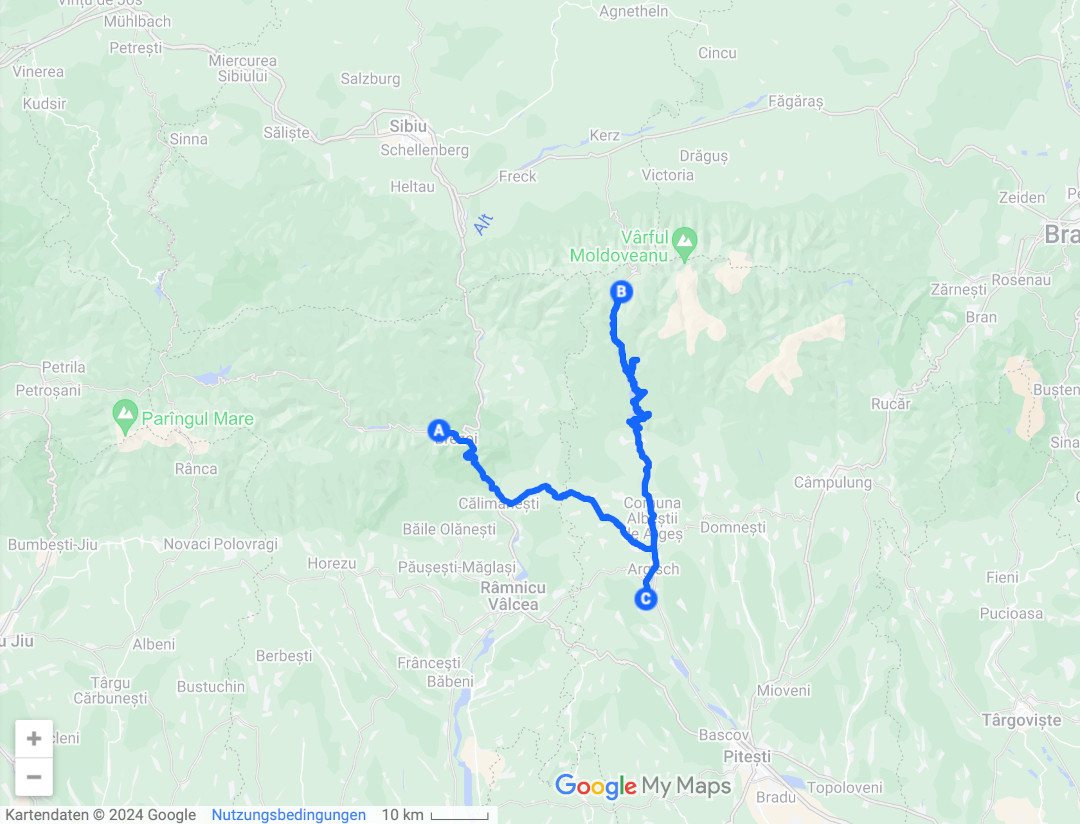 Vințu de Jos
Agnetheln
Mühlbach
Petrești
Cincu
Miercurea
Sibiului
Vinerea
Salzburg
Kudsir
Făgăraș
Sibiu
Săliște
Sinna
Kerz
Schellenberg
Drăguș
Freck
Victoria
Heltau
Zeiden
Alt
Bra
Vârful
Moldoveanu
Rosenau
Zărnești
B
Bran
Petrila
Petroșani
Bușten
Rucăr
Parîngul Mare
A
Brezoi
Sina
Rânca
Câmpulung
Călimănești
Comuna
Albeștii
de Argeș
Domnești
Băile Olănești
Bumbești-Jiu
Novaci Polovragi
Horezu
Păușești-Măglași
Argisch
Fieni
Râmnicu
Vâlcea
C
Pucioasa
u Jiu
Albeni
Berbești
Frâncești
Băbeni
Târgu
Cărbunești
Bustuchin
Mioveni
Târgoviște
+
cleni
Bascov
Pitești
−
Google My Maps
Topoloveni
Bradu
Kartendaten © 2024 Google Nutzungsbedingungen 10 km